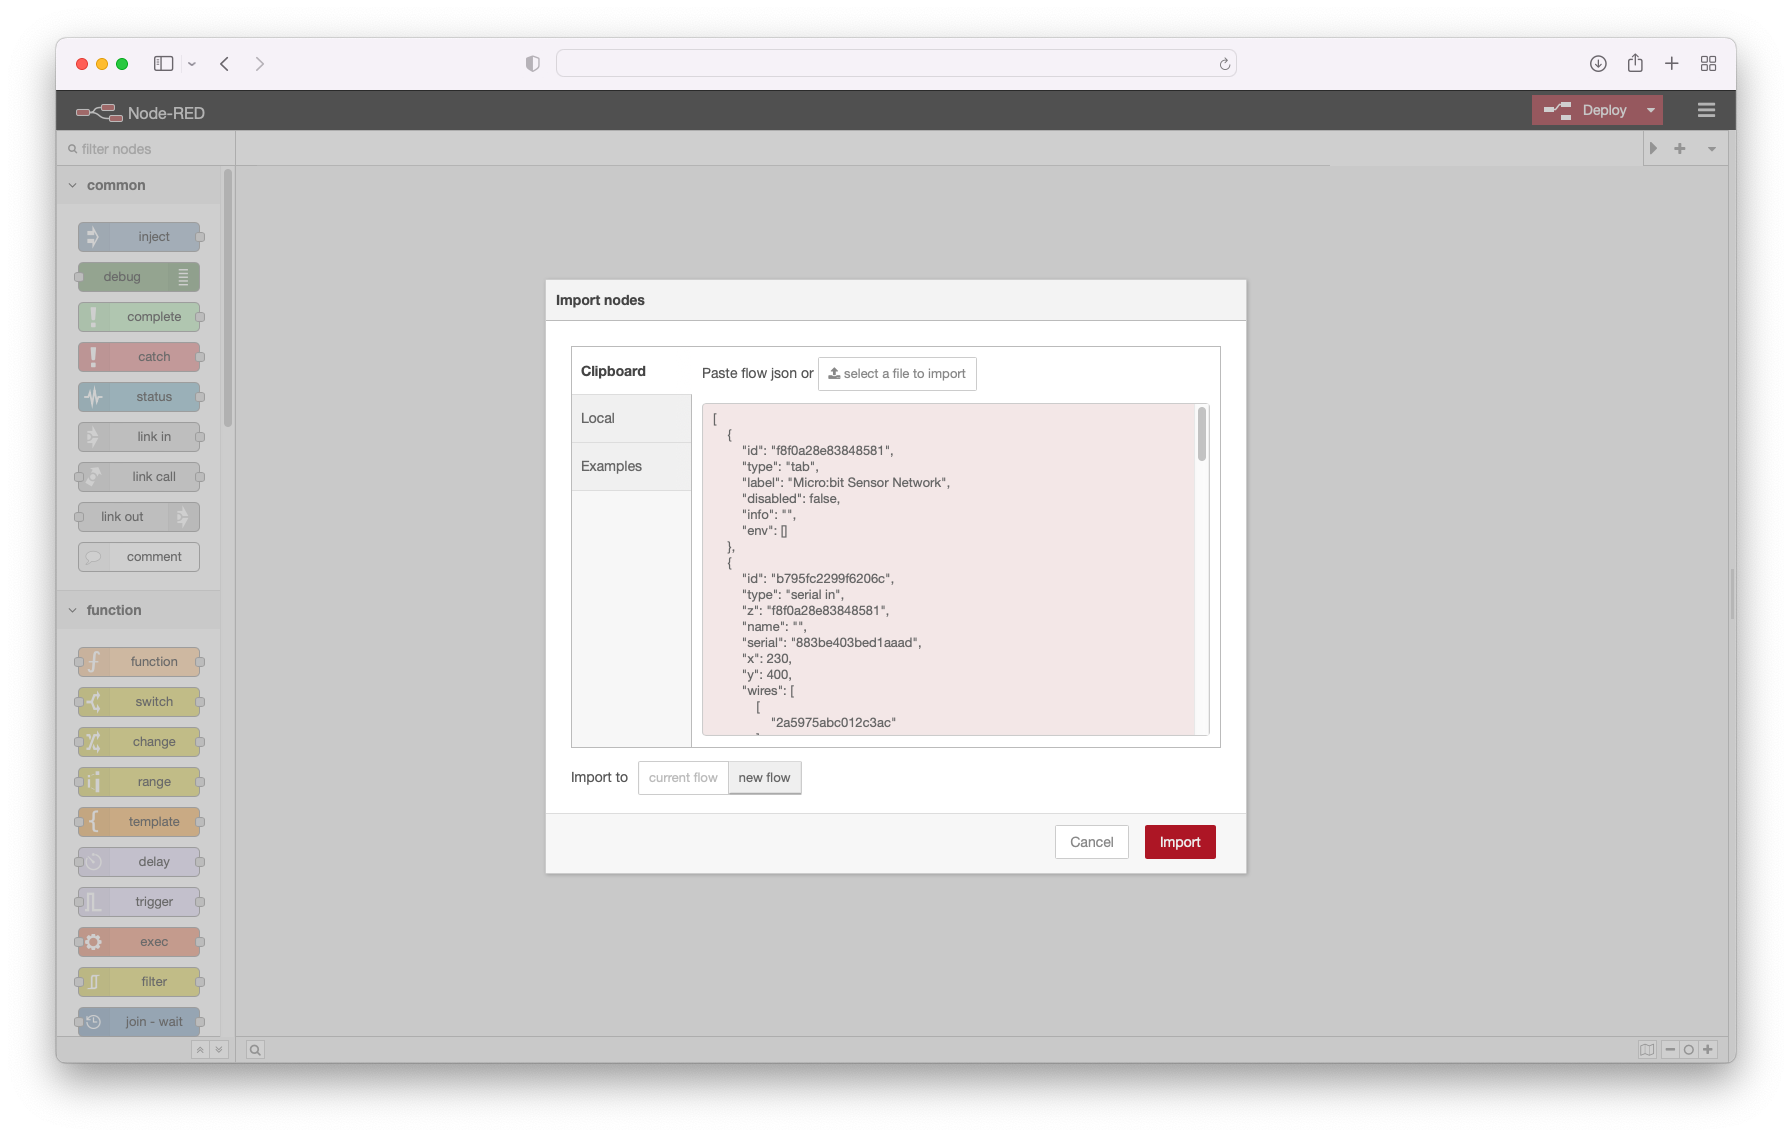 Node-RED
Deploy
filter nodes
common
inject
debug
complete
catch
status
link in
link call
link out
comment
function
function
switch
change
range
template
delay
trigger
exec
filter
join - wait
Import nodes
Clipboard
Local
Examples
Paste flow json or select a file to import
[
{
"id": "f8f0a28e83848581",
"type": "tab",
"label": "Micro:bit Sensor Network",
"disabled": false,
"info": "",
"env": []
},
{
"id": "b795fc2299f6206c",
"type": "serial in",
"z": "f8f0a28e83848581",
"name": "",
"serial": "883be403bed1aaad",
"x": 230,
"y": 400,
"wires": [
[
"2a5975abc012c3ac"
Import to current flow new flow
Cancel Import